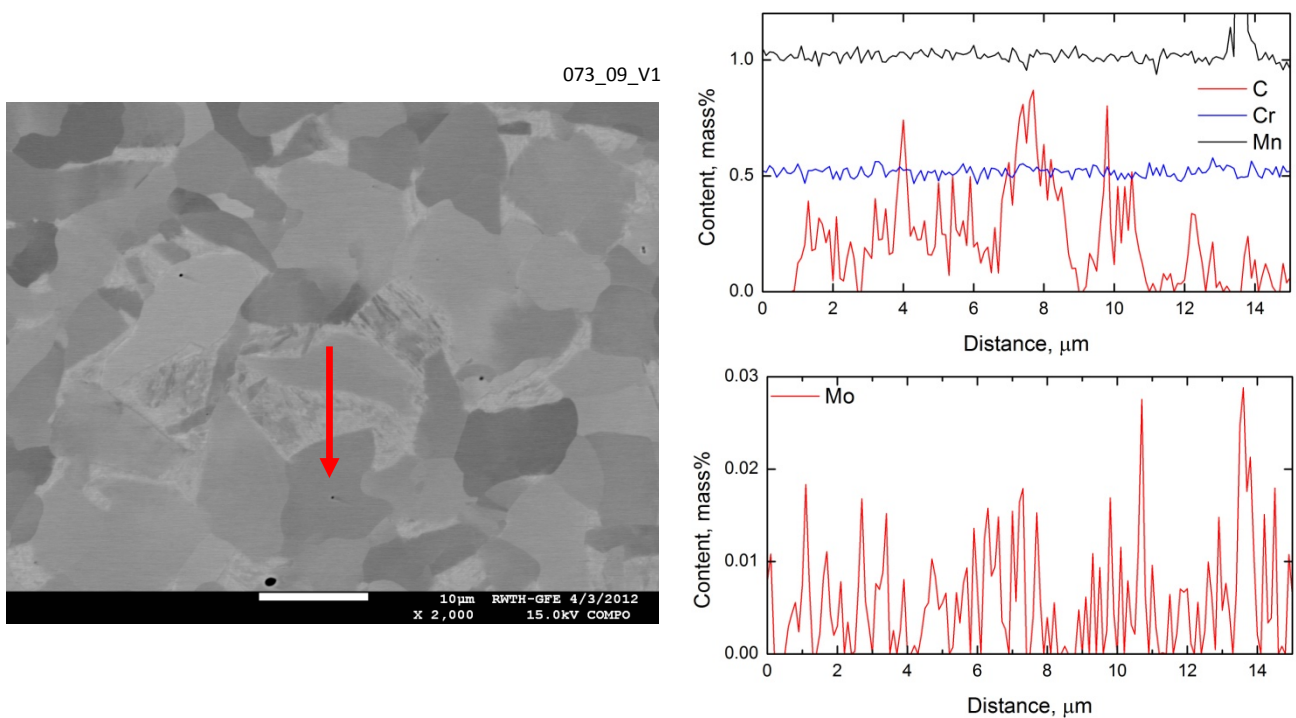 073_09_V1
10μm RWTH-GFE 4/3/2012
X 2,000 15.0kV COMPO
Content, mass%
1.0
0.5
0.0
C
Cr
Mn
0 2 4 6 8 10 12 14
Distance, μm
Content, mass%
0.03
0.02
0.01
0.00
Mo
0 2 4 6 8 10 12 14
Distance, μm